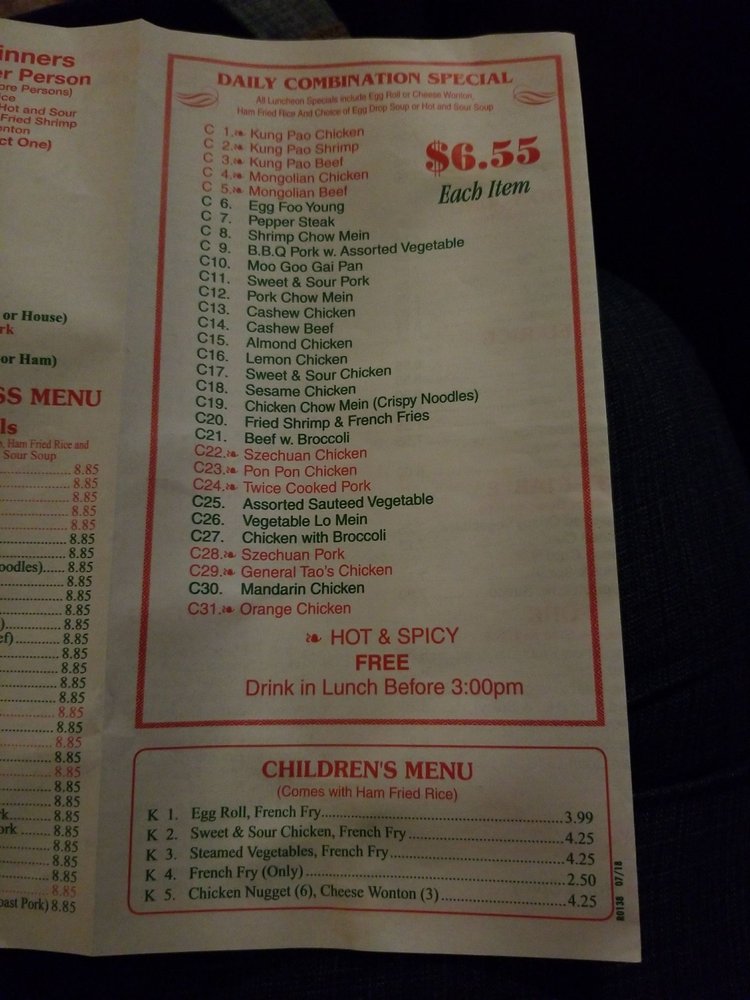 inners
er Person
ore Persons)
ice
Hot and Sour
Fried Shrimp
onton
ct One)
or House)
rk
or Ham)
SS MENU
ls
, Ham Fried Rice and
Sour Soup
8.85
8.85
8.85
8.85
8.85
8.85
8.85
oodles)...... 8.85
8.85
8.85
8.85
)................ 8.85
ef)............. 8.85
8.85
8.85
8.85
8.85
8.85
8.85
8.85
8.85
8.85
8.85
8.85
k............... 8.85
ork ........... 8.85
8.85
8.85
8.85
8.85
oast Pork) 8.85
DAILY COMBINATION SPECIAL
All Luncheon Specials include Egg Roll or Cheese Wonton,
Ham Fried Rice And Choice of Egg Drop Soup or Hot and Sour Soup
$6.55
Each Item
C 1. Kung Pao Chicken
C 2. Kung Pao Shrimp
C 3. Kung Pao Beef
C 4. Mongolian Chicken
C 5. Mongolian Beef
C 6. Egg Foo Young
C 7. Pepper Steak
C 8. Shrimp Chow Mein
C 9. B.B.Q Pork w. Assorted Vegetable
C10. Moo Goo Gai Pan
C11. Sweet & Sour Pork
C12. Pork Chow Mein
C13. Cashew Chicken
C14. Cashew Beef
C15. Almond Chicken
C16. Lemon Chicken
C17. Sweet & Sour Chicken
C18. Sesame Chicken
C19. Chicken Chow Mein (Crispy Noodles)
C20. Fried Shrimp & French Fries
C21. Beef w. Broccoli
C22. Szechuan Chicken
C23. Pon Pon Chicken
C24. Twice Cooked Pork
C25. Assorted Sauteed Vegetable
C26. Vegetable Lo Mein
C27. Chicken with Broccoli
C28. Szechuan Pork
C29. General Tao's Chicken
C30. Mandarin Chicken
C31. Orange Chicken
HOT & SPICY
FREE
Drink in Lunch Before 3:00pm
CHILDREN'S MENU
(Comes with Ham Fried Rice)
K 1. Egg Roll, French Fry................3.99
K 2. Sweet & Sour Chicken, French Fry................4.25
K 3. Steamed Vegetables, French Fry................4.25
K 4. French Fry (Only)................2.50
K 5. Chicken Nugget (6), Cheese Wonton (3)................4.25
R0138 07/18